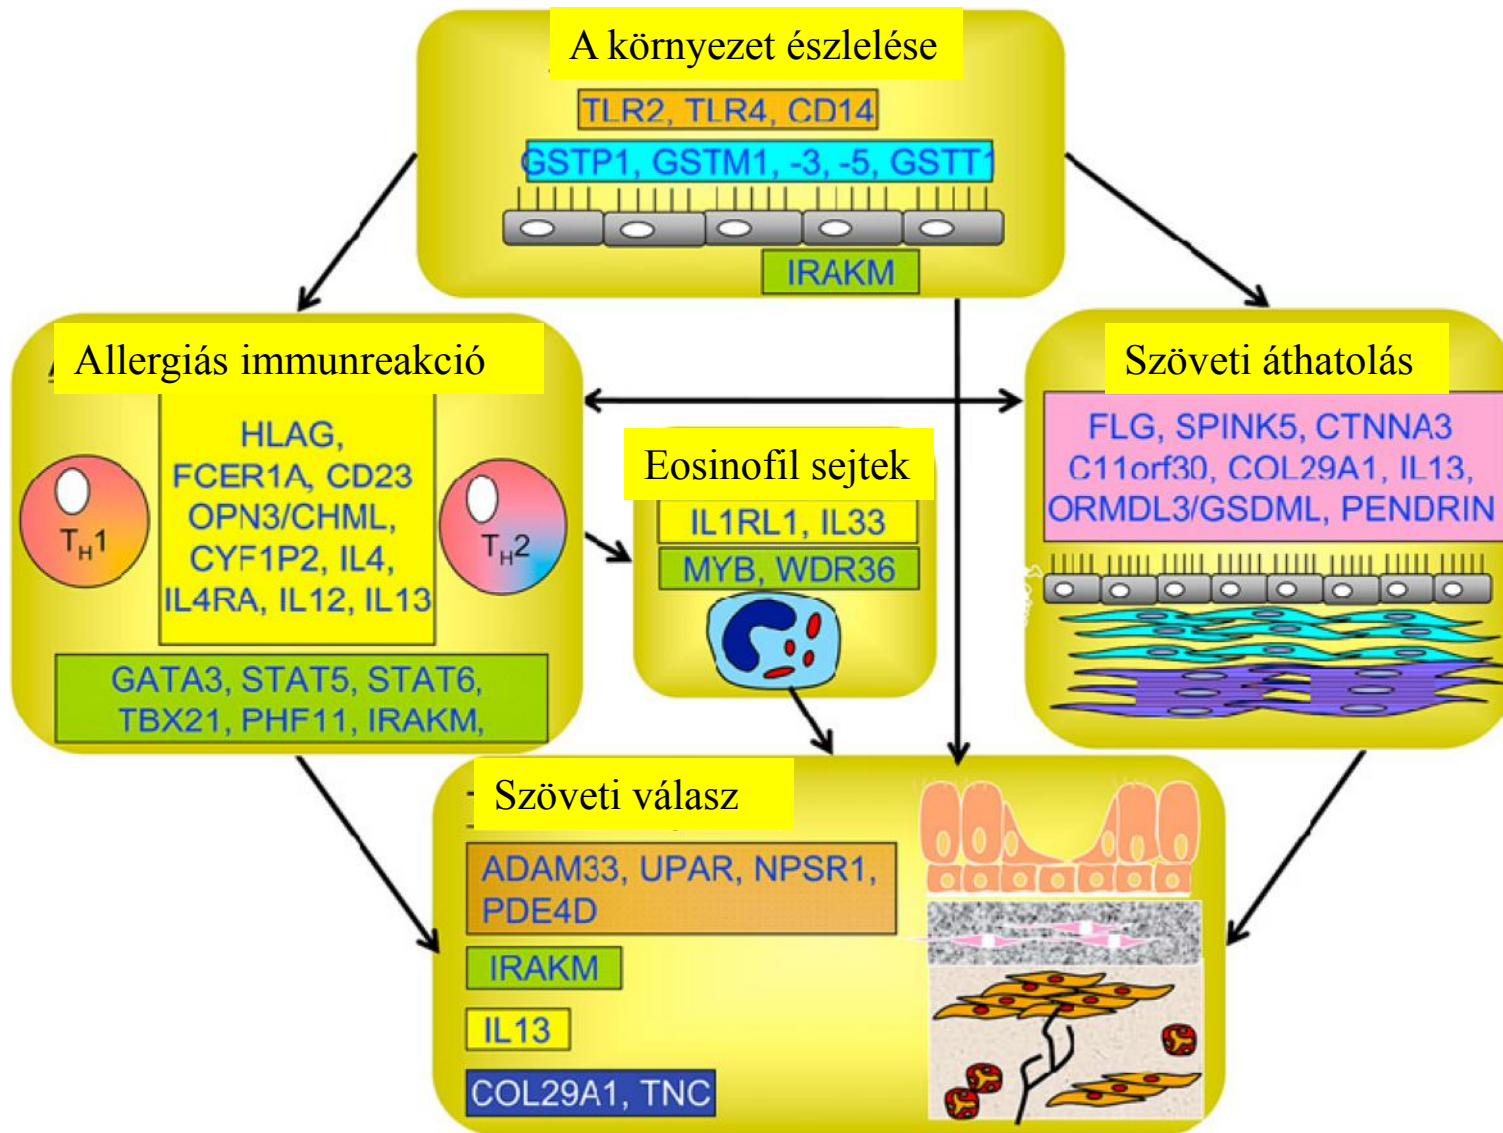 A környezet észlelése
TLR2, TLR4, CD14
GSTP1, GSTM1, -3, -5, GSTT1
IRAKM
Allergiás immunreakció
HLAG,
FCER1A, CD23
OPN3/CHML,
CYF1P2, IL4,
IL4RA, IL12, IL13
TH1
TH2
GATA3, STAT5, STAT6,
TBX21, PHF11, IRAKM,
Eosinofil sejtek
IL1RL1, IL33
MYB, WDR36
Szöveti áthatolás
FLG, SPINK5, CTNNA3
C11orf30, COL29A1, IL13,
ORMDL3/GSDML, PENDRIN
Szöveti válasz
ADAM33, UPAR, NPSR1,
PDE4D
IRAKM
IL13
COL29A1, TNC